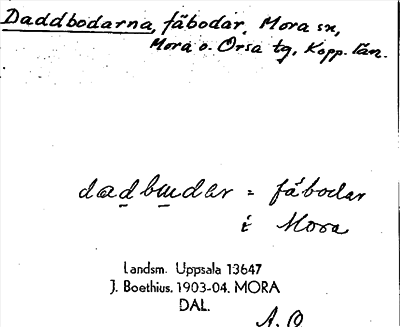 Daddbodarna, fäbodar, Mora sn,
Mora o. Orsa tg, Kopp. län.
dadbudar = fäbodar
i Mora
Landsm. Uppsala 13647
J. Boethius. 1903-04. MORA
DAL.
A. O